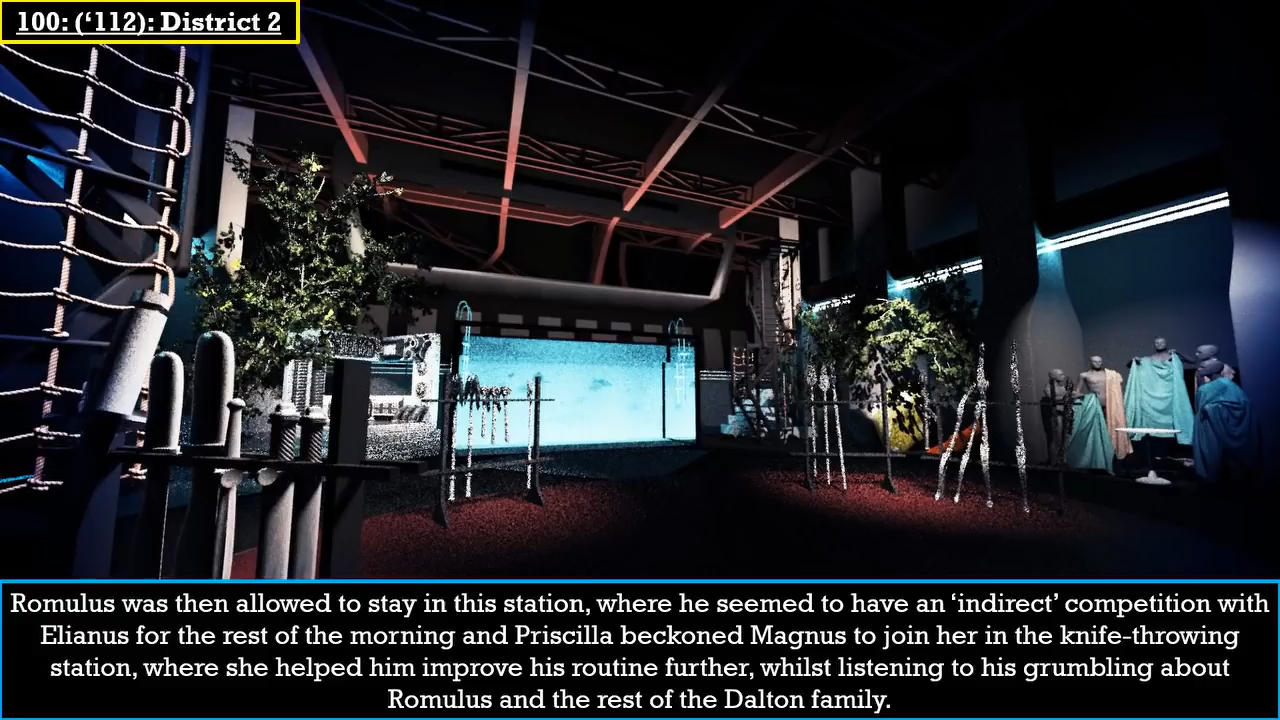 100: (‘112): District 2
Romulus was then allowed to stay in this station, where he seemed to have an ‘indirect’ competition with
Elianus for the rest of the morning and Priscilla beckoned Magnus to join her in the knife-throwing
station, where she helped him improve his routine further, whilst listening to his grumbling about
Romulus and the rest of the Dalton family.